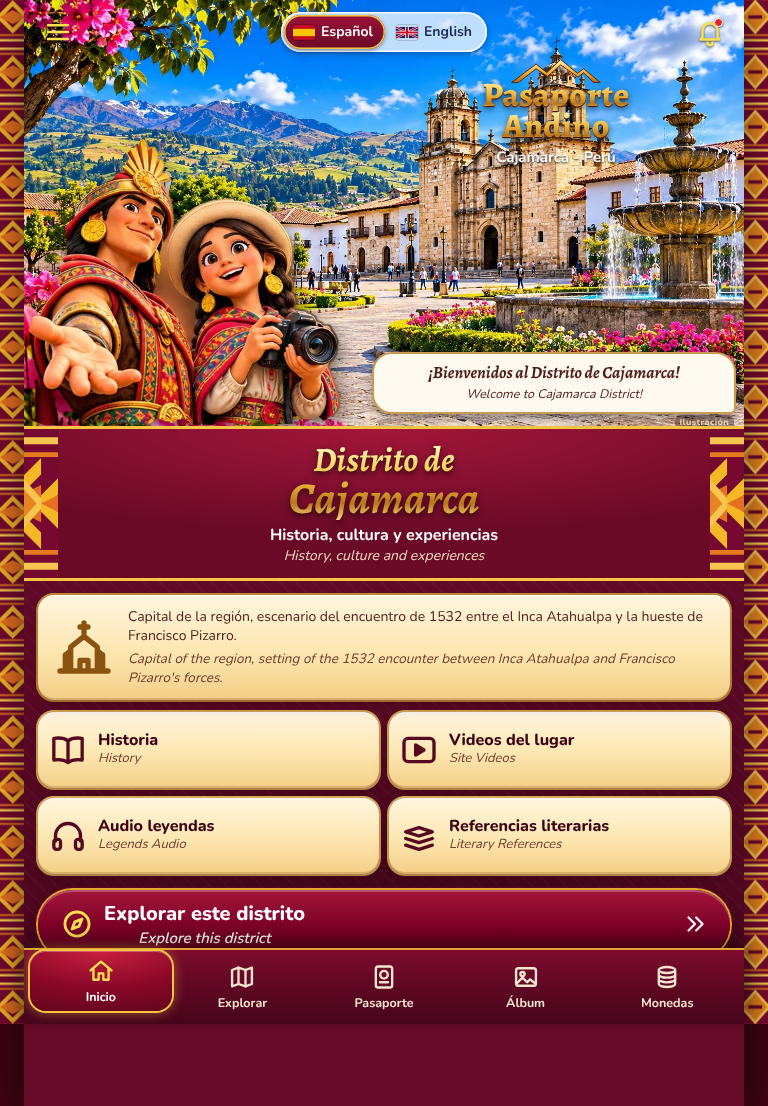 Español
English
Pasaporte
Andino
Cajamarca - Perú
¡Bienvenidos al Distrito de Cajamarca!
Welcome to Cajamarca District!
Ilustración
Distrito de
Cajamarca
Historia, cultura y experiencias
History, culture and experiences
Capital de la región, escenario del encuentro de 1532 entre el Inca Atahualpa y la hueste de
Francisco Pizarro.
Capital of the region, setting of the 1532 encounter between Inca Atahualpa and Francisco
Pizarro's forces.
Historia
History
Videos del lugar
Site Videos
Audio leyendas
Legends Audio
Referencias literarias
Literary References
Explorar este distrito
Explore this district
Inicio
Explorar
Pasaporte
Álbum
Monedas